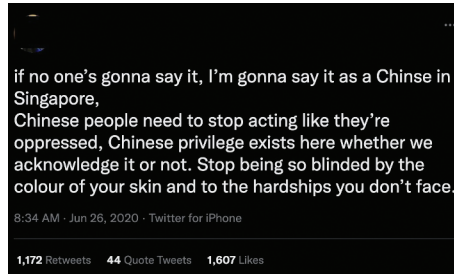 if no one's gonna say it, I'm gonna say it as a Chinse in
Singapore,
Chinese people need to stop acting like they're
oppressed, Chinese privilege exists here whether we
acknowledge it or not. Stop being so blinded by the
colour of your skin and to the hardships you don't face.
8:34 AM · Jun 26, 2020 · Twitter for iPhone
1,172 Retweets 44 Quote Tweets 1,607 Likes